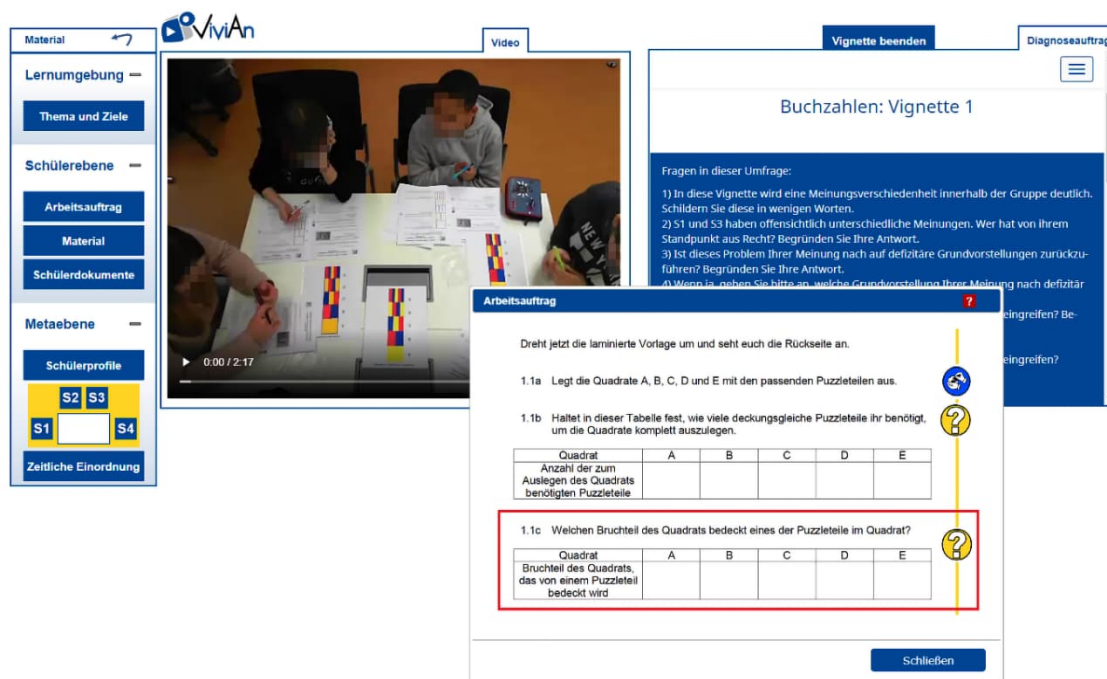 Material
Lernumgebung
Thema und Ziele
Schülerebene
Arbeitsauftrag
Material
Schülerdokumente
Metaebene
Schülerprofile
S2 S3
S1
S4
Zeitliche Einordnung
ViviAn
Video
NEW Y
0:00 / 2:17
Vignette beenden
Diagnoseauftrag
Buchzahlen: Vignette 1
Fragen in dieser Umfrage:
1) In diese Vignette wird eine Meinungsverschiedenheit innerhalb der Gruppe deutlich.
Schildern Sie diese in wenigen Worten.
2) S1 und S3 haben offensichtlich unterschiedliche Meinungen. Wer hat von ihrem
Standpunkt aus Recht? Begründen Sie Ihre Antwort.
3) Ist dieses Problem Ihrer Meinung nach auf defizitäre Grundvorstellungen zurückzu-
führen? Begründen Sie Ihre Antwort.
4) Wenn ja, geben Sie bitte an, welche Grundvorstellung Ihrer Meinung nach defizitär
eingreifen? Be-
eingreifen?
Arbeitsauftrag
?
Dreht jetzt die laminierte Vorlage um und seht euch die Rückseite an.
1.1a Legt die Quadrate A, B, C, D und E mit den passenden Puzzleteilen aus.
1.1b Haltet in dieser Tabelle fest, wie viele deckungsgleiche Puzzleteile ihr benötigt,
um die Quadrate komplett auszulegen.
?
Quadrat A B C D E
Anzahl der zum
Auslegen des Quadrats
benötigten Puzzleteile
1.1c Welchen Bruchteil des Quadrats bedeckt eines der Puzzleteile im Quadrat?
?
Quadrat A B C D E
Bruchteil des Quadrats,
das von einem Puzzleteil
bedeckt wird
Schließen